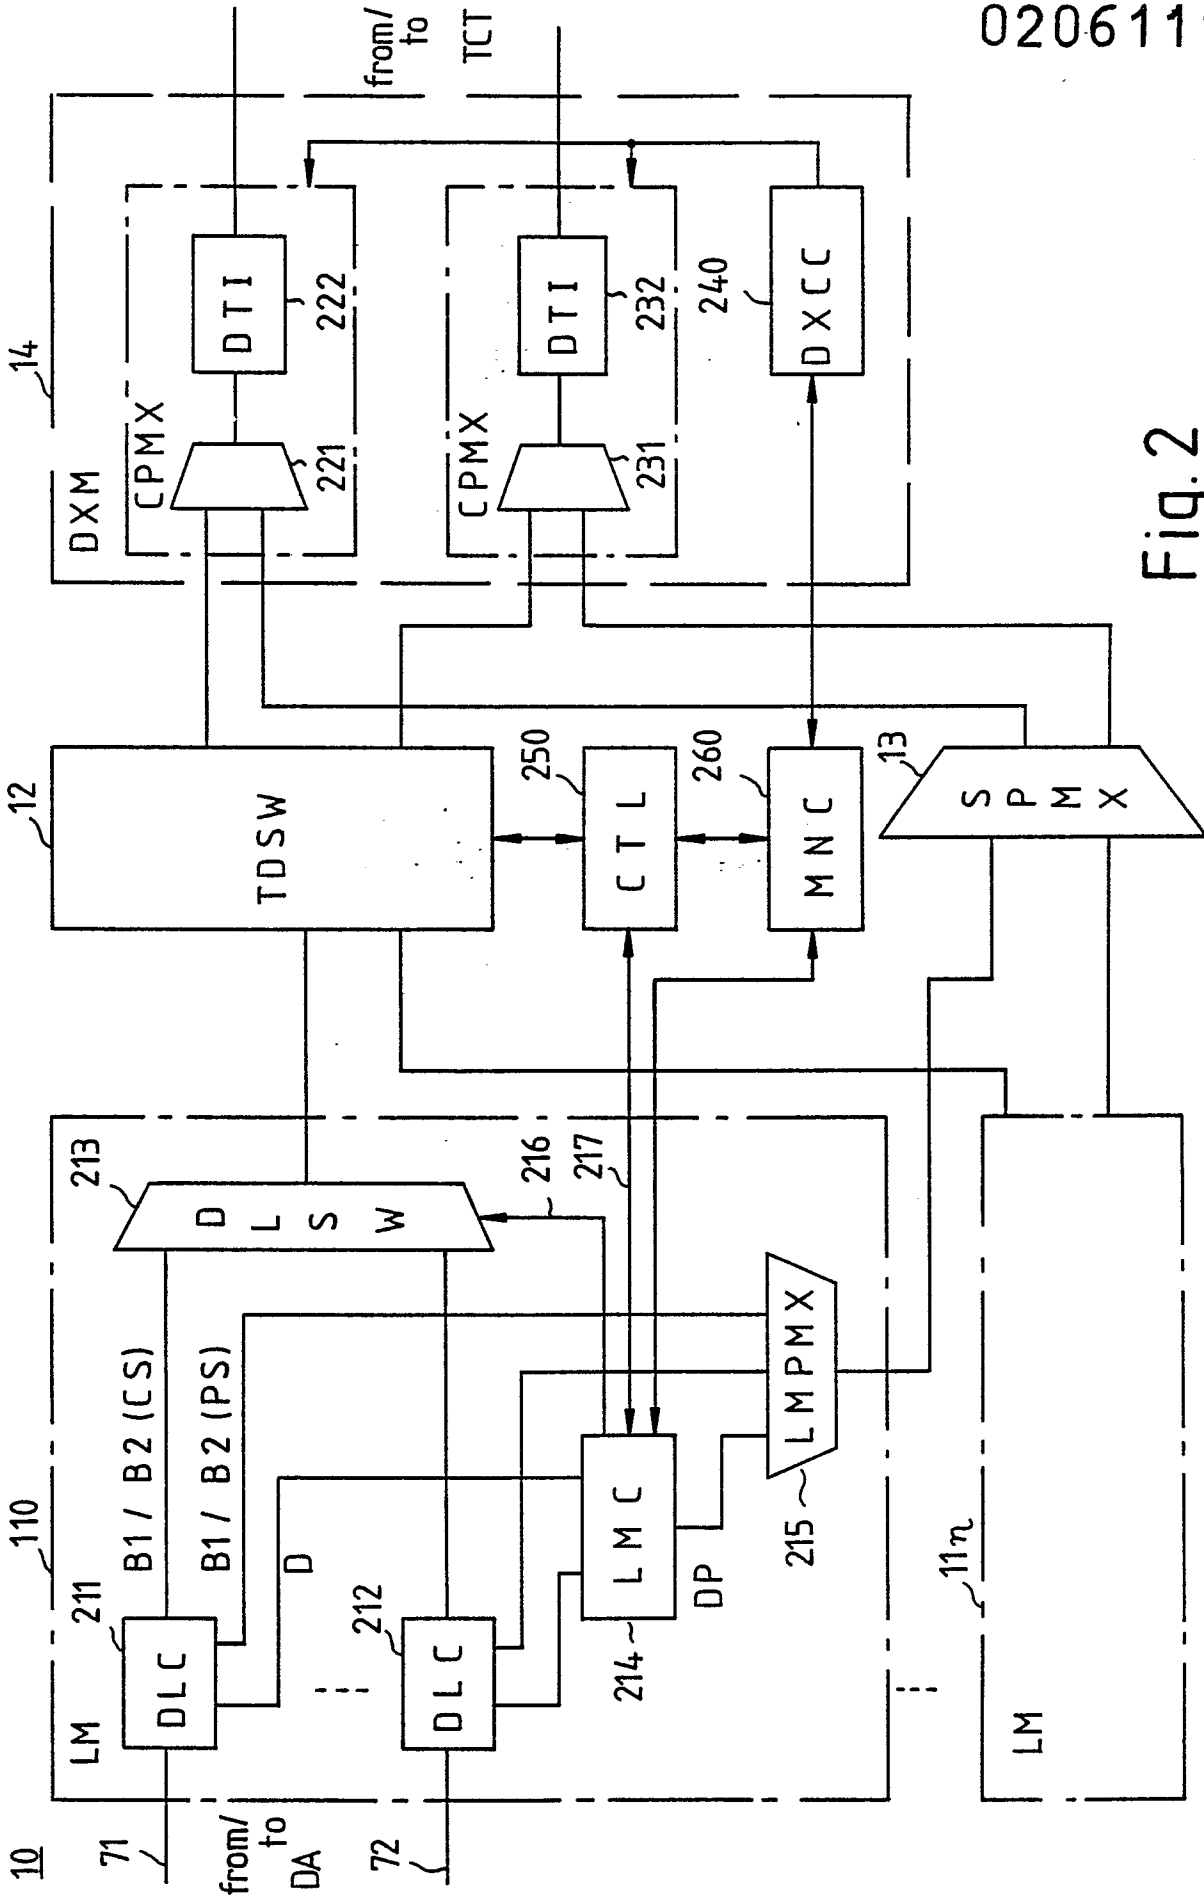 020611
10
71
from/
to
DA
72
LM
110
211
DLC
B1 / B2 (CS)
B1 / B2 (PS)
D
212
DLC
213
DLSW
216
217
214
LMC
DP
215
LMPMX
11n
LM
12
TDSW
250
CTL
260
MNC
13
SPMX
14
DXM
CPMX
221
DTI
222
CPMX
231
DTI
232
240
DXCC
from/
to
TCT
Fig. 2